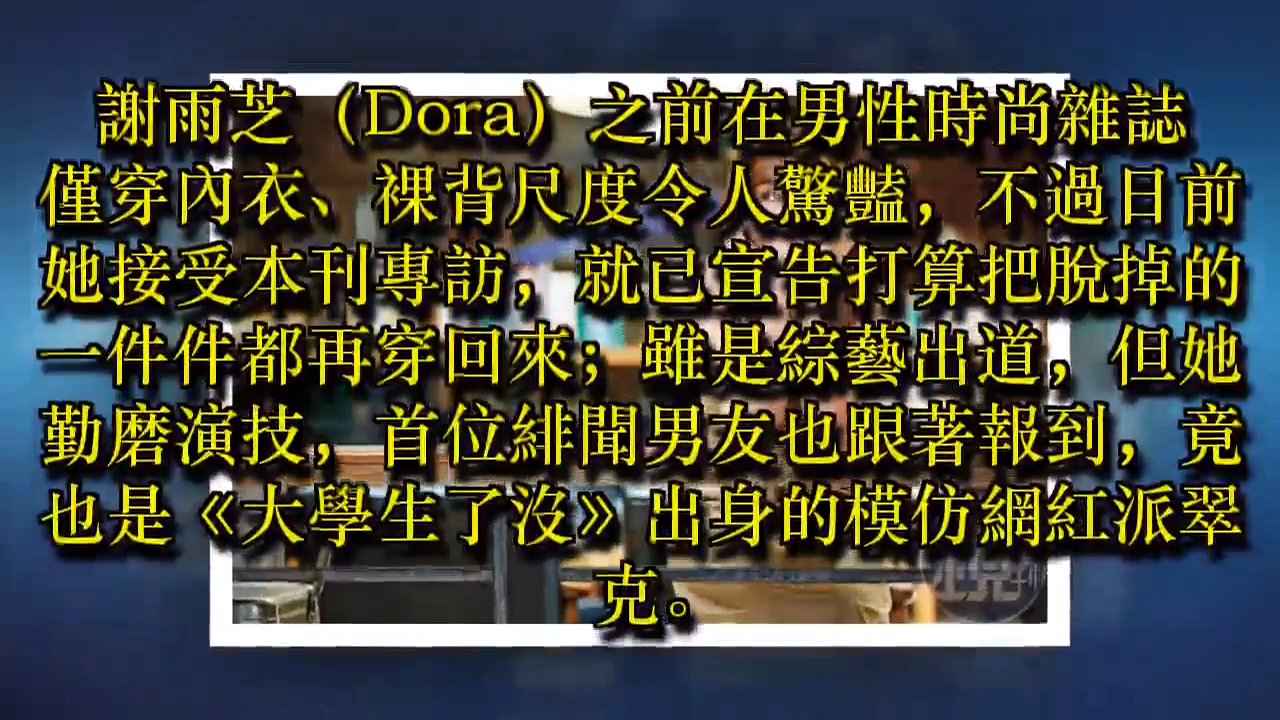 謝雨芝（Dora）之前在男性時尚雜誌
僅穿內衣、裸背尺度令人驚豔，不過日前
她接受本刊專訪，就已宣告打算把脫掉的
一件件都再穿回來；雖是綜藝出道，但她
勤磨演技，首位緋聞男友也跟著報到，竟
也是《大學生了沒》出身的模仿網紅派翠
克。